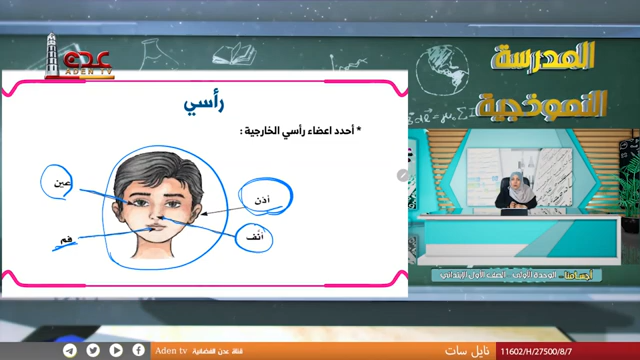 عدن
ADEN TV
المدرسة
النموذجية
رأسي
* أحدد اعضاء رأسي الخارجية :
عين
أذن
فم
أنف
أجسامنا - الوحدة الأولى - الصف الأول الابتدائي
Aden tv
قناة عدن الفضائية
نايل سات
11602/H/27500/8/7